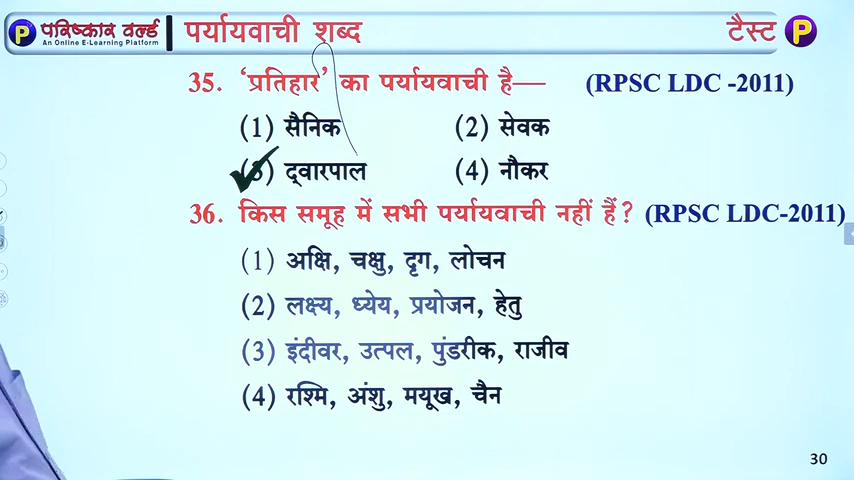 P परिष्कार वर्ल्ड An Online E-Learning Platform पर्यायवाची शब्द टैस्ट P
35. ‘प्रतिहार’ का पर्यायवाची है— (RPSC LDC -2011)
(1) सैनिक (2) सेवक
(3) द्वारपाल (4) नौकर
36. किस समूह में सभी पर्यायवाची नहीं हैं? (RPSC LDC-2011)
(1) अक्षि, चक्षु, दृग, लोचन
(2) लक्ष्य, ध्येय, प्रयोजन, हेतु
(3) इंदीवर, उत्पल, पुंडरीक, राजीव
(4) रश्मि, अंशु, मयूख, चैन
30